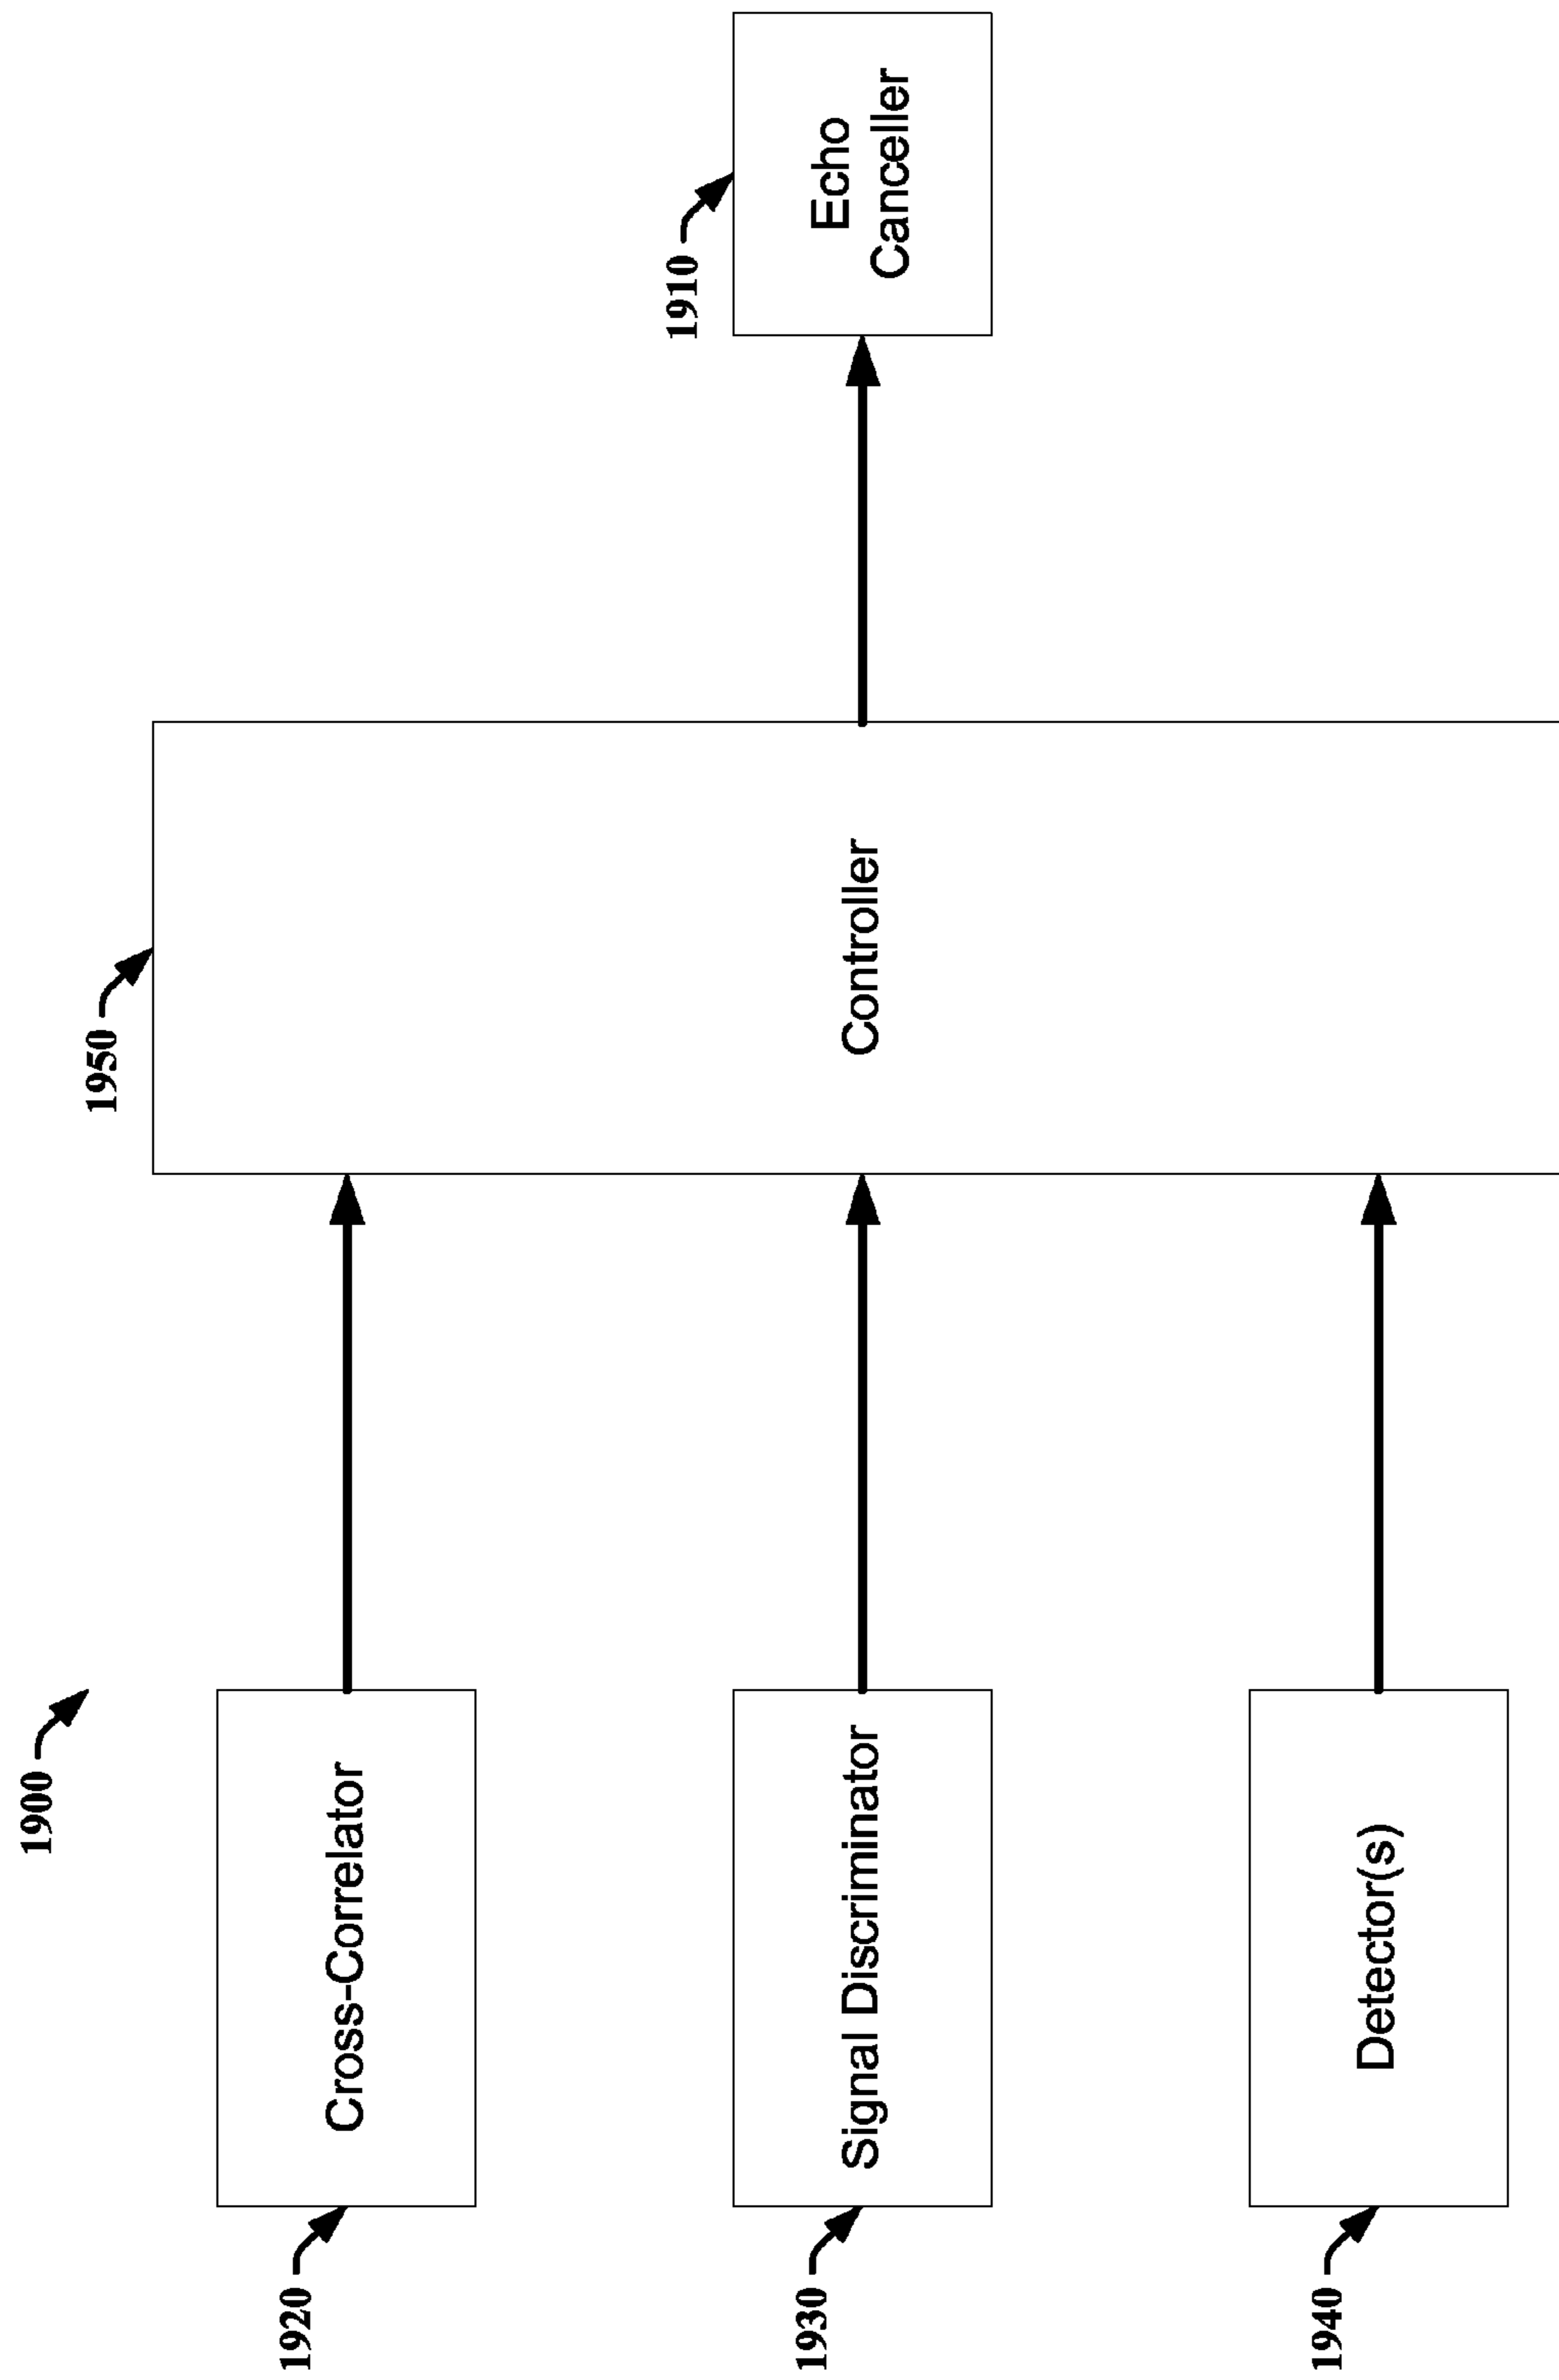 1900
1920
Cross-Correlator
1930
Signal Discriminator
1940
Detector(s)
1950
Controller
1910
Echo
Canceller